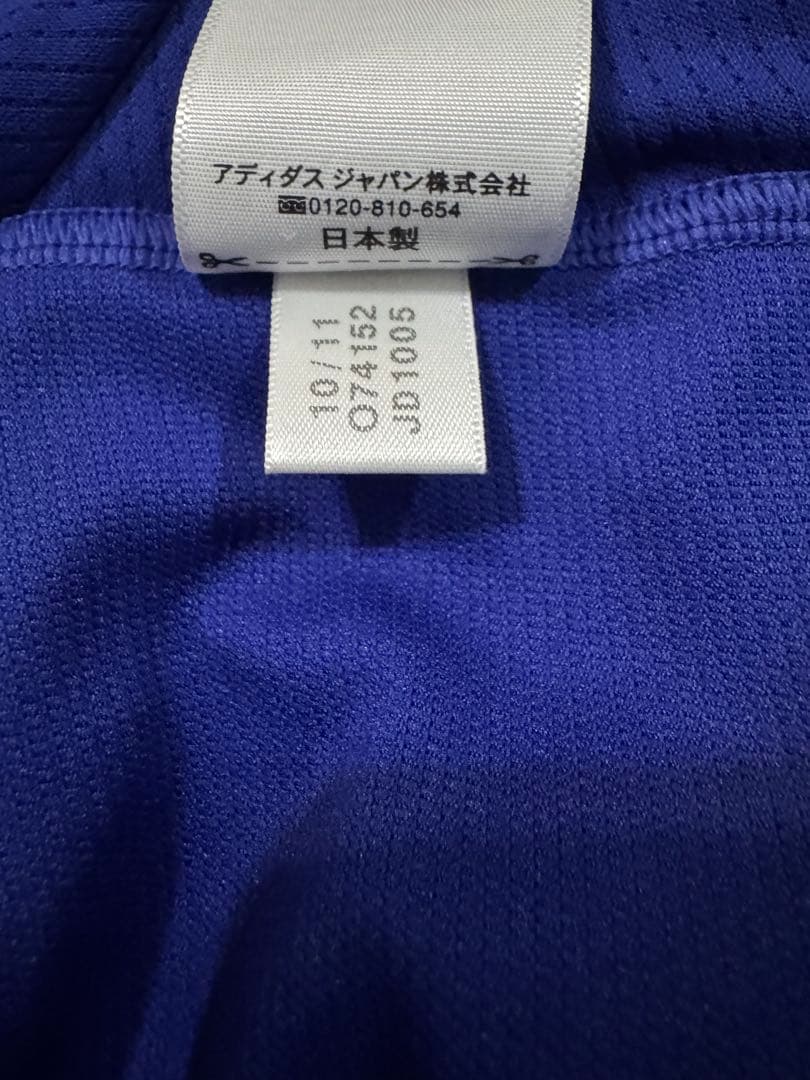 アディダス ジャパン株式会社
0120-810-654
日本製
10/11
O74152
JD1005